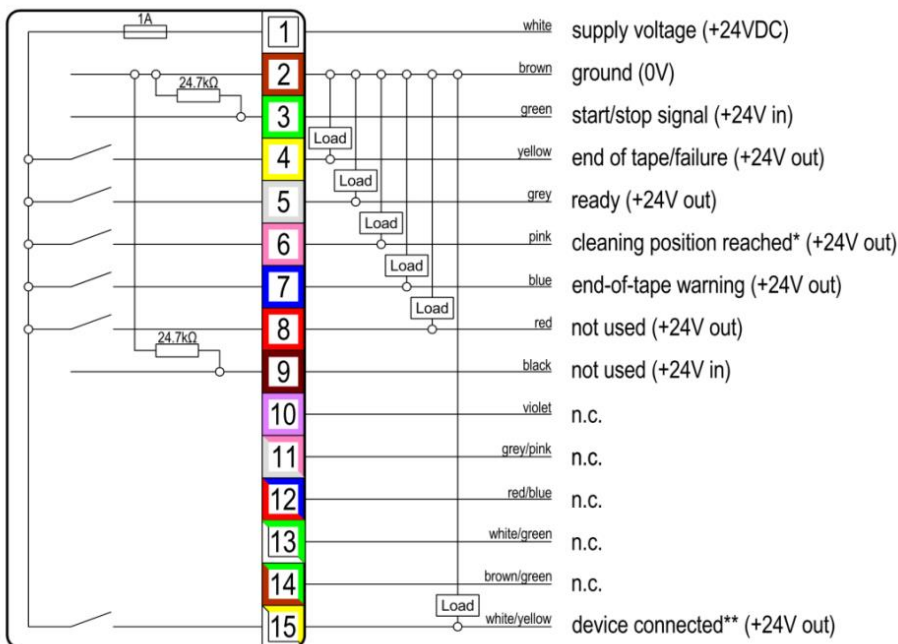 1A
1 white supply voltage (+24VDC)
2 brown ground (0V)
24.7kΩ
3 green start/stop signal (+24V in)
Load
4 yellow end of tape/failure (+24V out)
Load
5 grey ready (+24V out)
Load
6 pink cleaning position reached* (+24V out)
Load
7 blue end-of-tape warning (+24V out)
Load
8 red not used (+24V out)
24.7kΩ
9 black not used (+24V in)
10 violet n.c.
11 grey/pink n.c.
12 red/blue n.c.
13 white/green n.c.
14 brown/green n.c.
Load
15 white/yellow device connected** (+24V out)